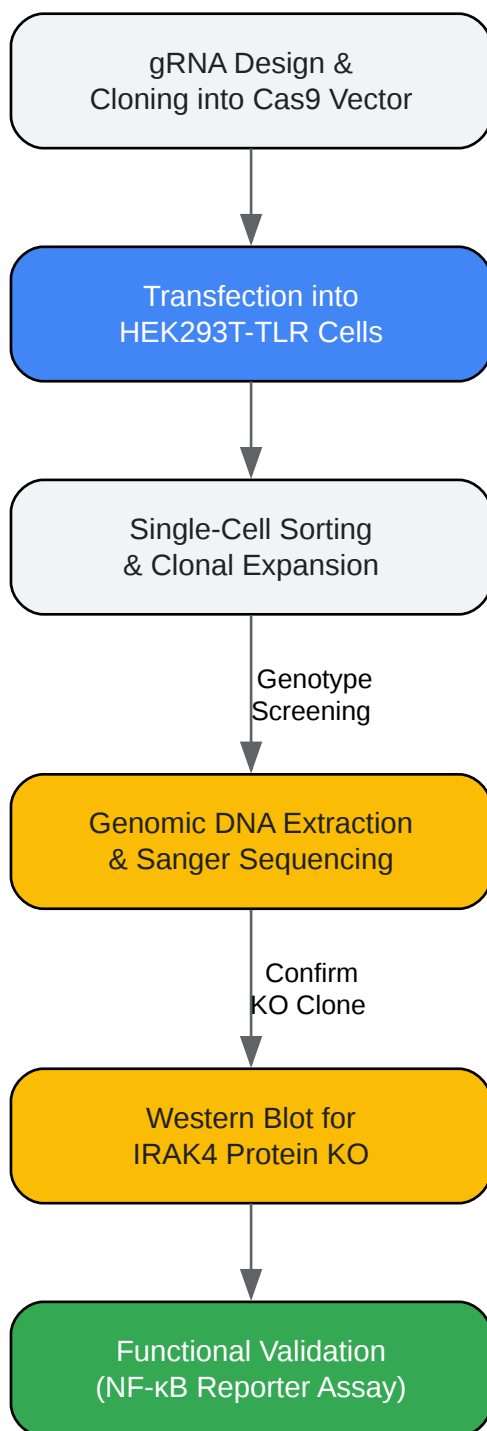 gRNA Design &
Cloning into Cas9 Vector
Transfection into
HEK293T-TLR Cells
Single-Cell Sorting
& Clonal Expansion
Genotype
Screening
Genomic DNA Extraction
& Sanger Sequencing
Confirm
KO Clone
Western Blot for
IRAK4 Protein KO
Functional Validation
(NF-κB Reporter Assay)